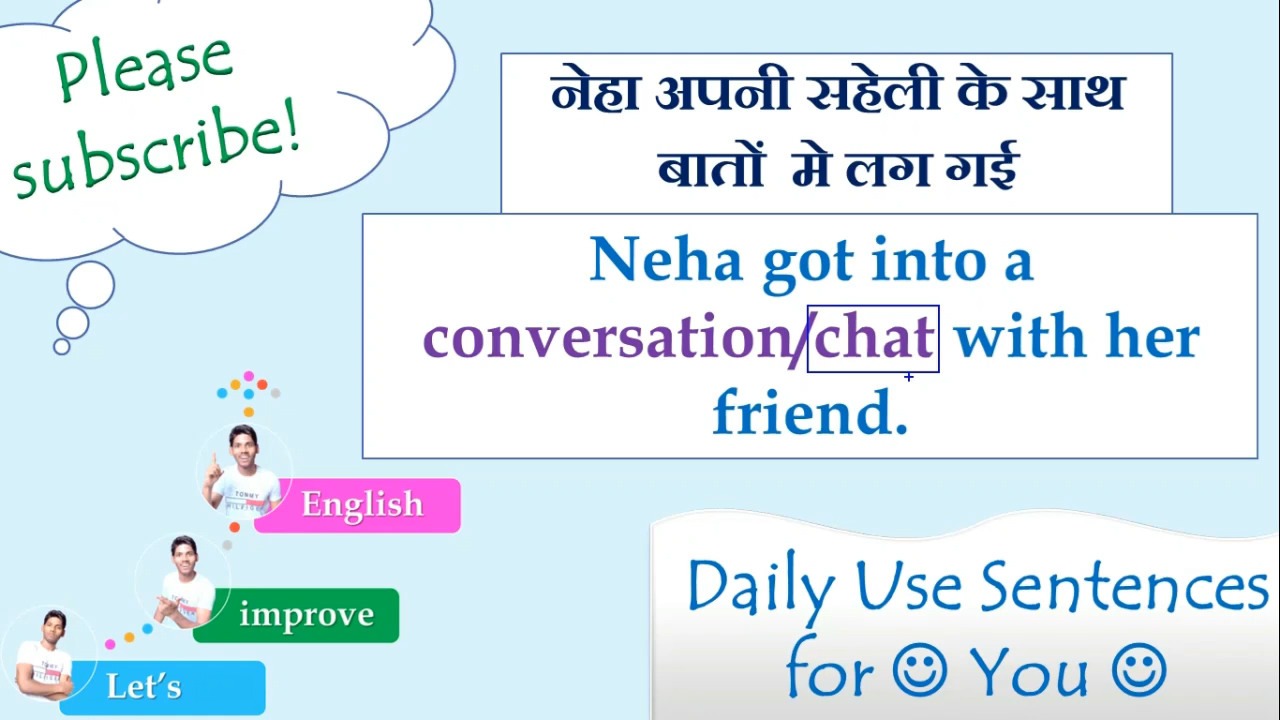 Please
subscribe!
नेहा अपनी सहेली के साथ
बातों मे लग गई
Neha got into a
conversation/chat with her
friend.
English
improve
Let's
Daily Use Sentences
for ☺ You ☺